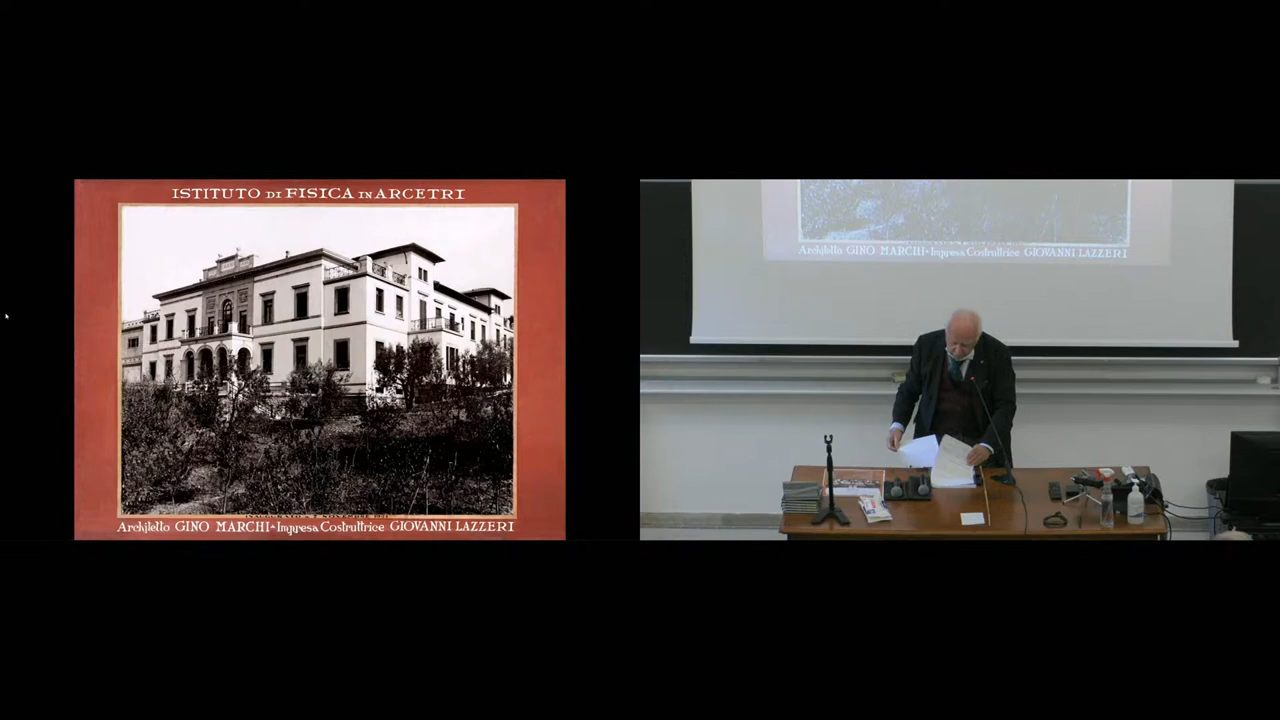 ISTITUTO DI FISICA IN ARCETRI
Architetto GINO MARCHI - Impresa Costruttrice GIOVANNI LAZZERI
Architetto GINO MARCHI - Impresa Costruttrice GIOVANNI LAZZERI